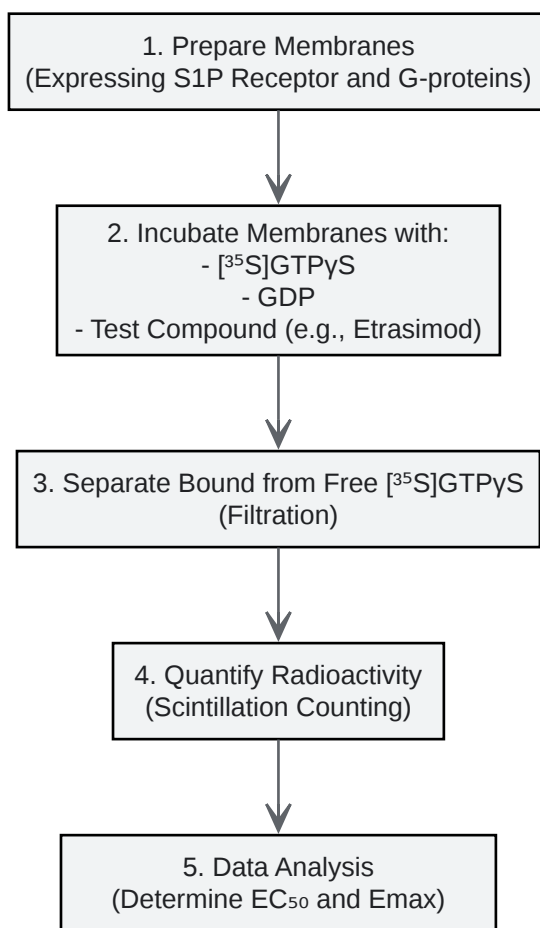 1. Prepare Membranes
(Expressing S1P Receptor and G-proteins)
2. Incubate Membranes with:
- [³⁵S]GTPγS
- GDP
- Test Compound (e.g., Etrasimod)
3. Separate Bound from Free [³⁵S]GTPγS
(Filtration)
4. Quantify Radioactivity
(Scintillation Counting)
5. Data Analysis
(Determine EC₅₀ and Emax)